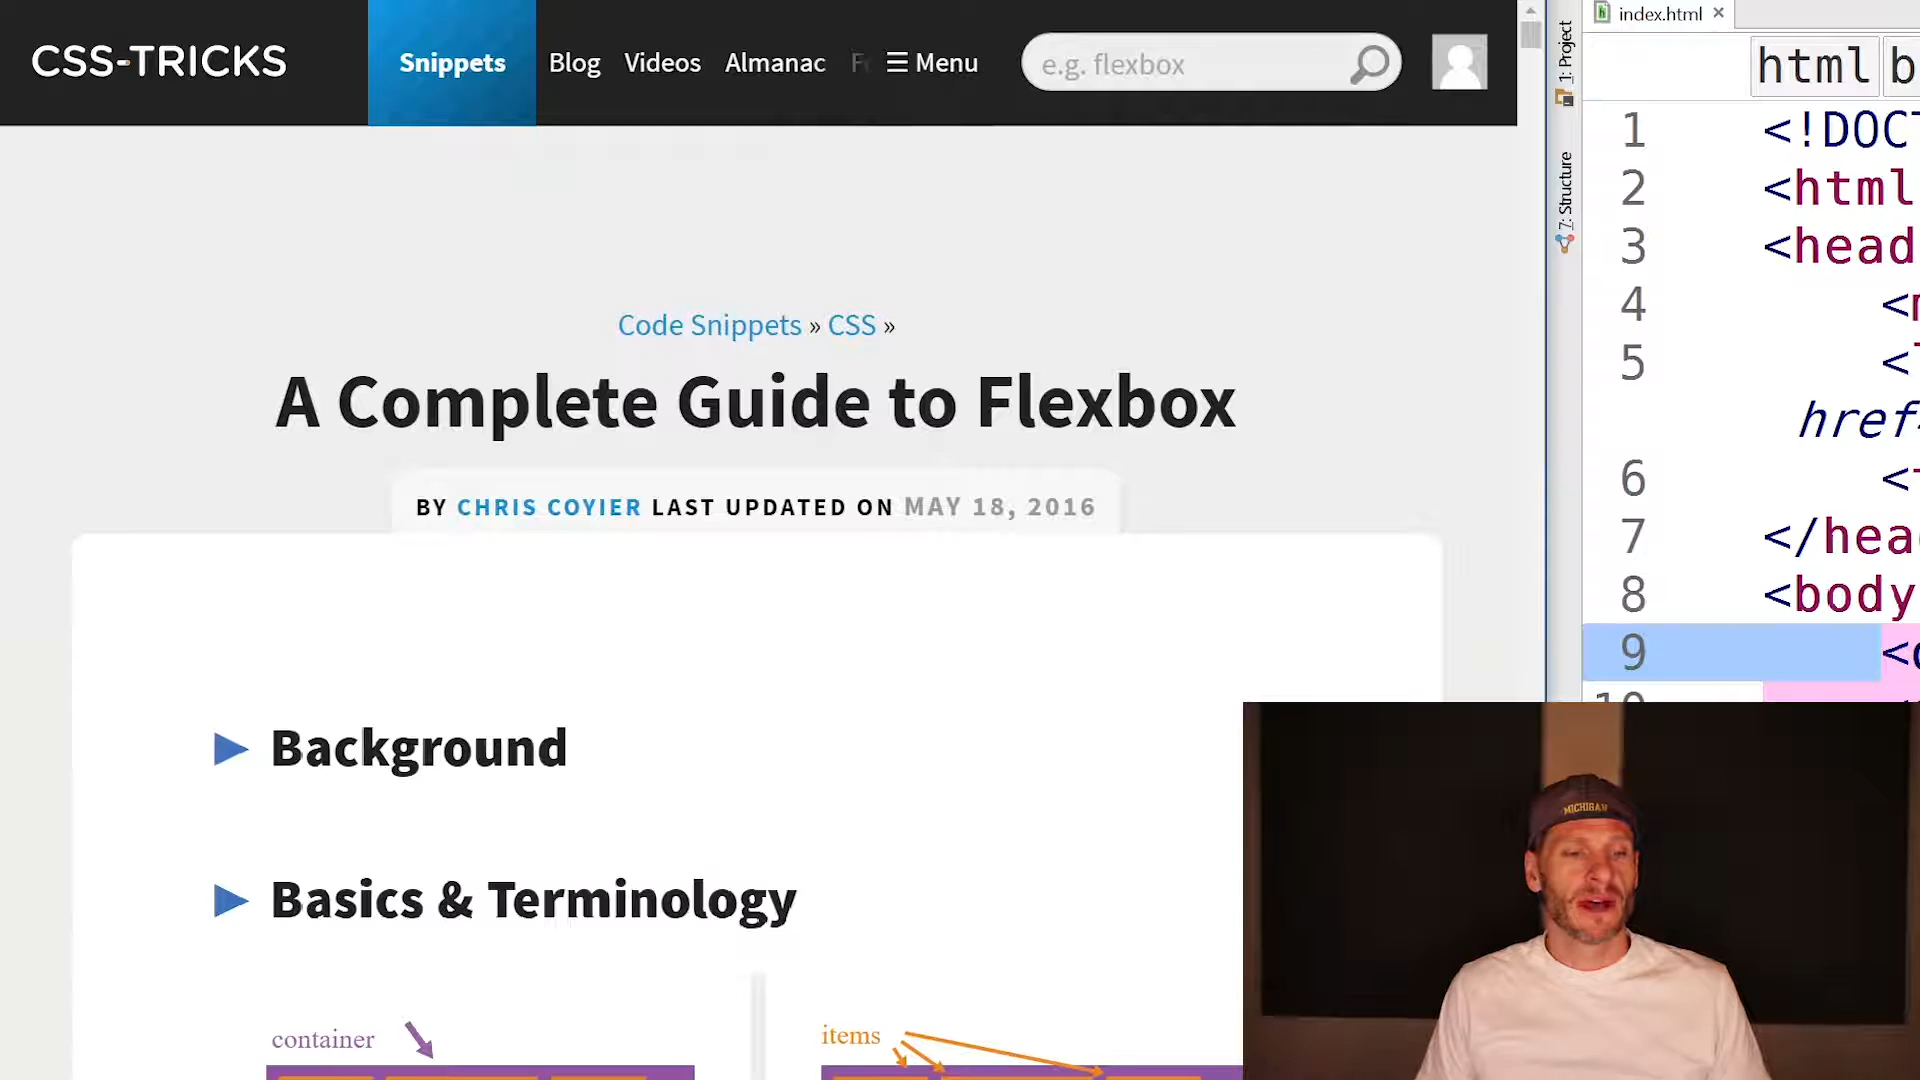 CSS-TRICKS
Snippets
Blog
Videos
Almanac
☰ Menu
e.g. flexbox
Code Snippets » CSS »
A Complete Guide to Flexbox
BY CHRIS COYIER LAST UPDATED ON MAY 18, 2016
▶ Background
▶ Basics & Terminology
container
items
1: Project
7: Structure
index.html ×
html b
1 <!DOCT
2 <html
3 <head
4 <
5 <
href=
6 <
7 </hea
8 <body
9 <
MICHIGAN